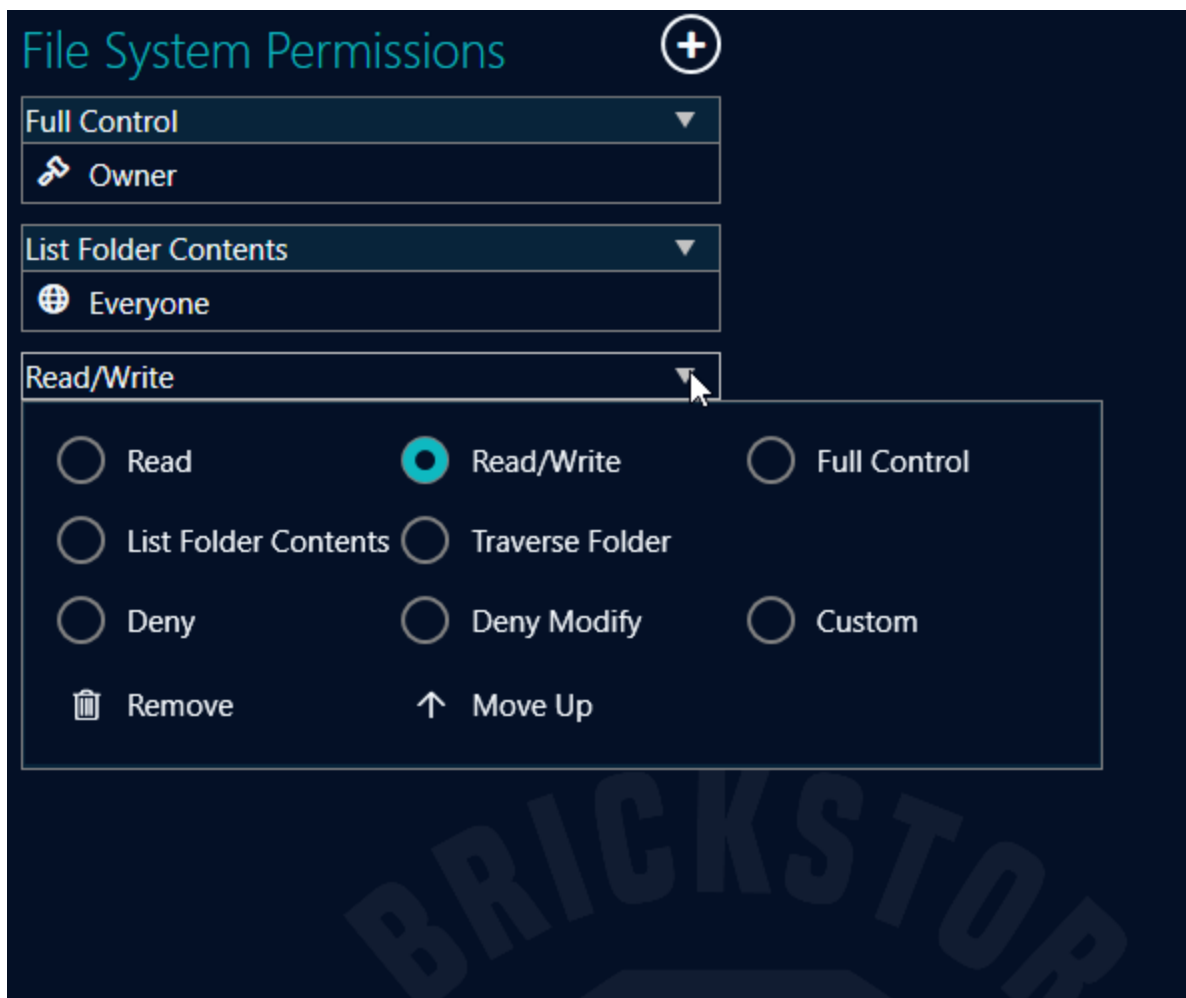 File System Permissions
Full Control
Owner
List Folder Contents
Everyone
Read/Write
Read Read/Write Full Control
List Folder Contents Traverse Folder
Deny Deny Modify Custom
Remove Move Up
BRICKSTOR